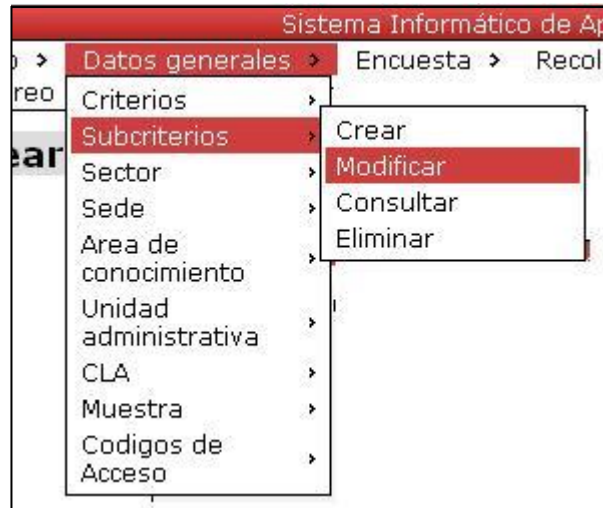 Sistema Informático de Ap
o > Datos generales > Encuesta > Recol
reo
ear
Criterios
Subcriterios
Sector
Sede
Area de
conocimiento
Unidad
administrativa
CLA
Muestra
Codigos de
Acceso
Crear
Modificar
Consultar
Eliminar